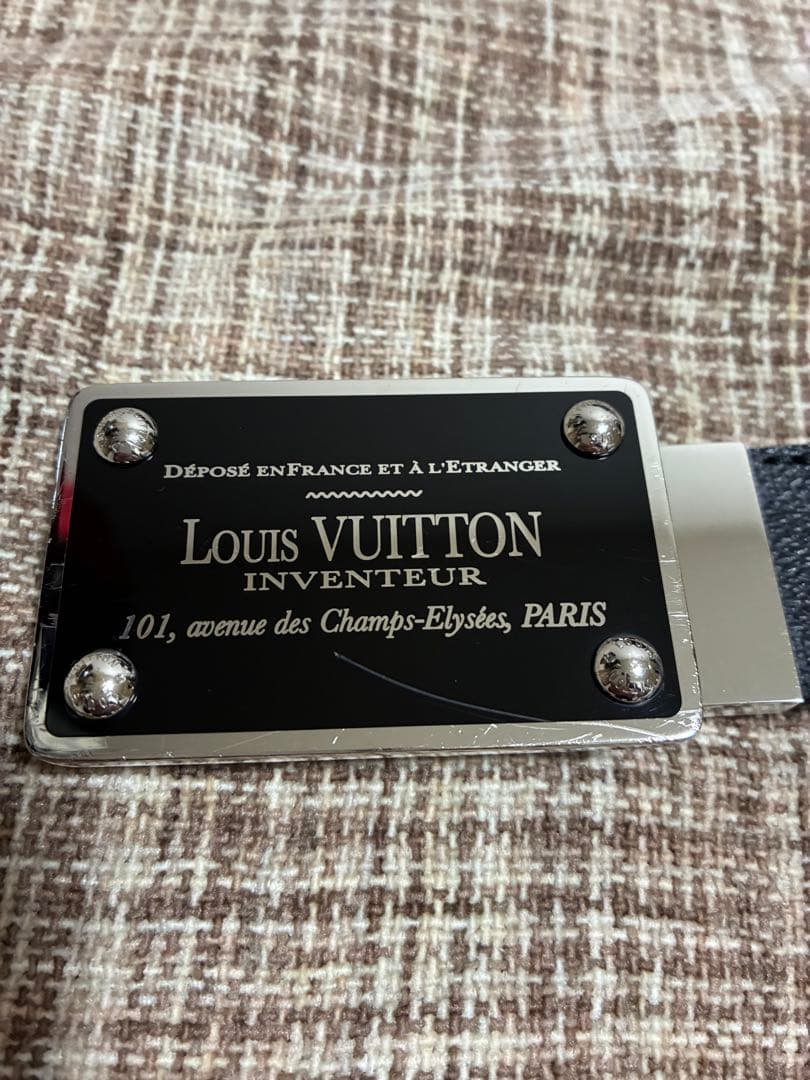 DÉPOSÉ ENFRANCE ET À L'ETRANGER
LOUIS VUITTON
INVENTEUR
101, avenue des Champs-Elysées, PARIS